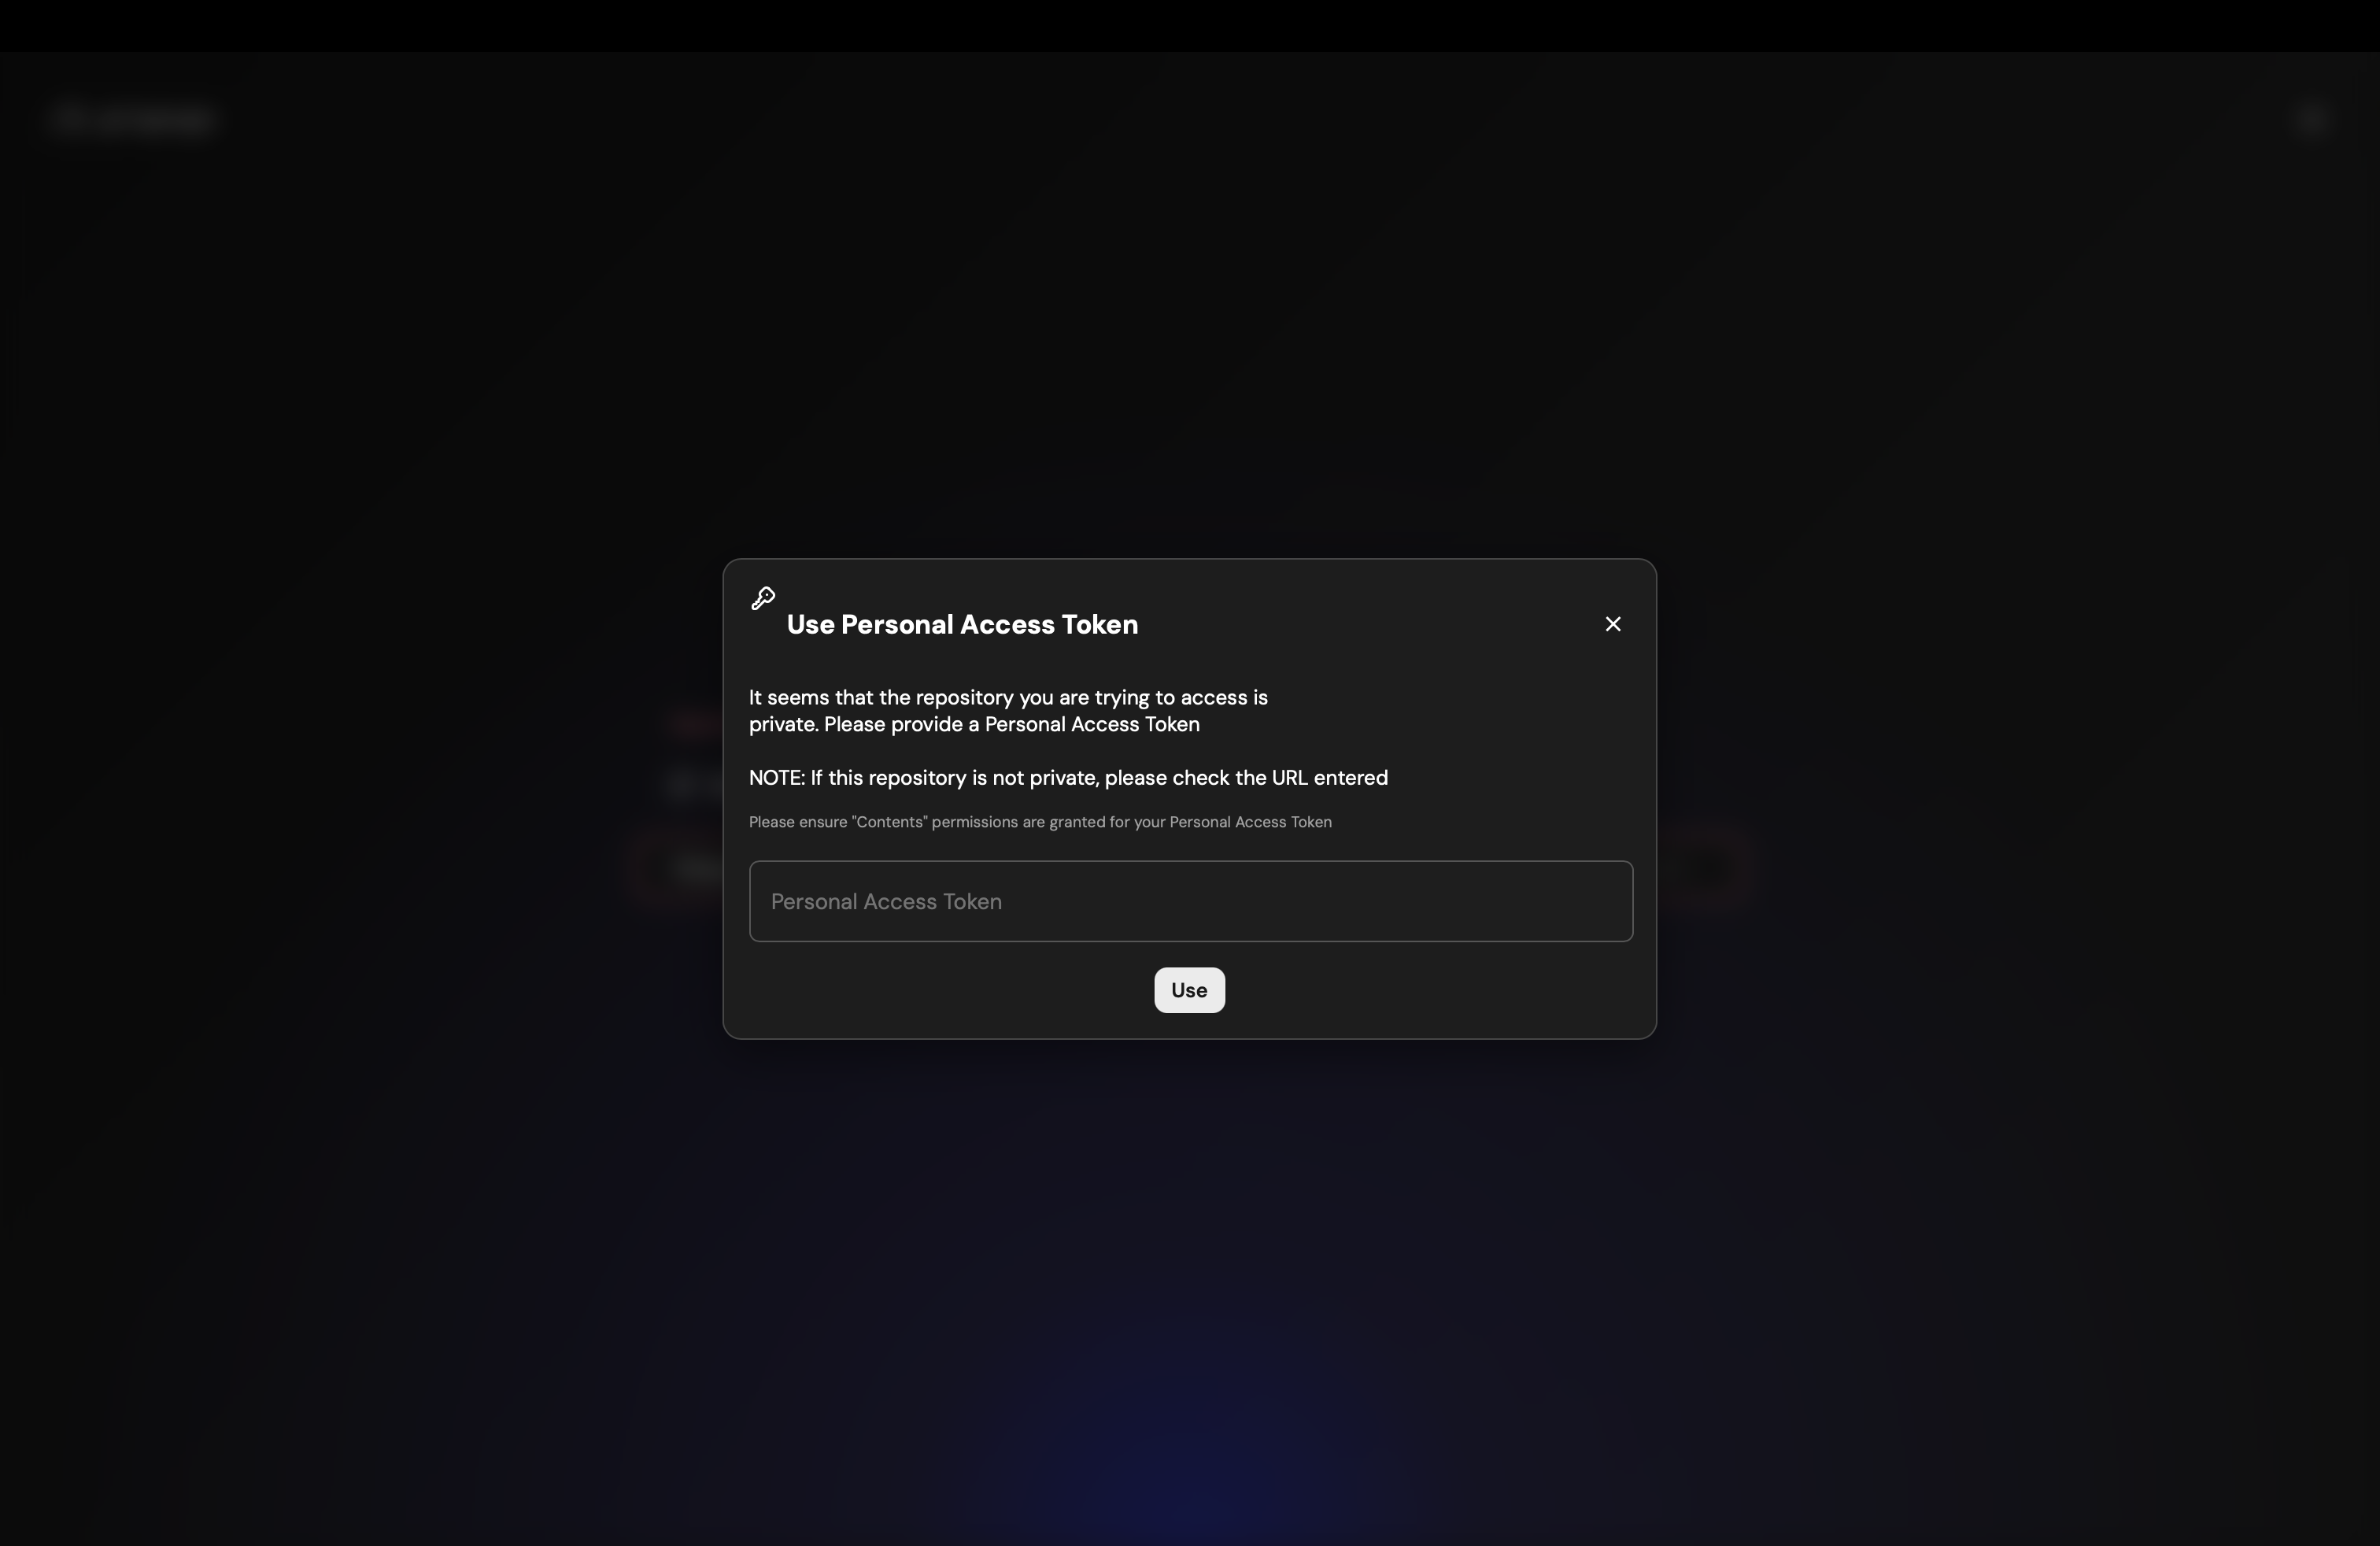 Use Personal Access Token
It seems that the repository you are trying to access is
private. Please provide a Personal Access Token
NOTE: If this repository is not private, please check the URL entered
Please ensure "Contents" permissions are granted for your Personal Access Token
Personal Access Token
Use